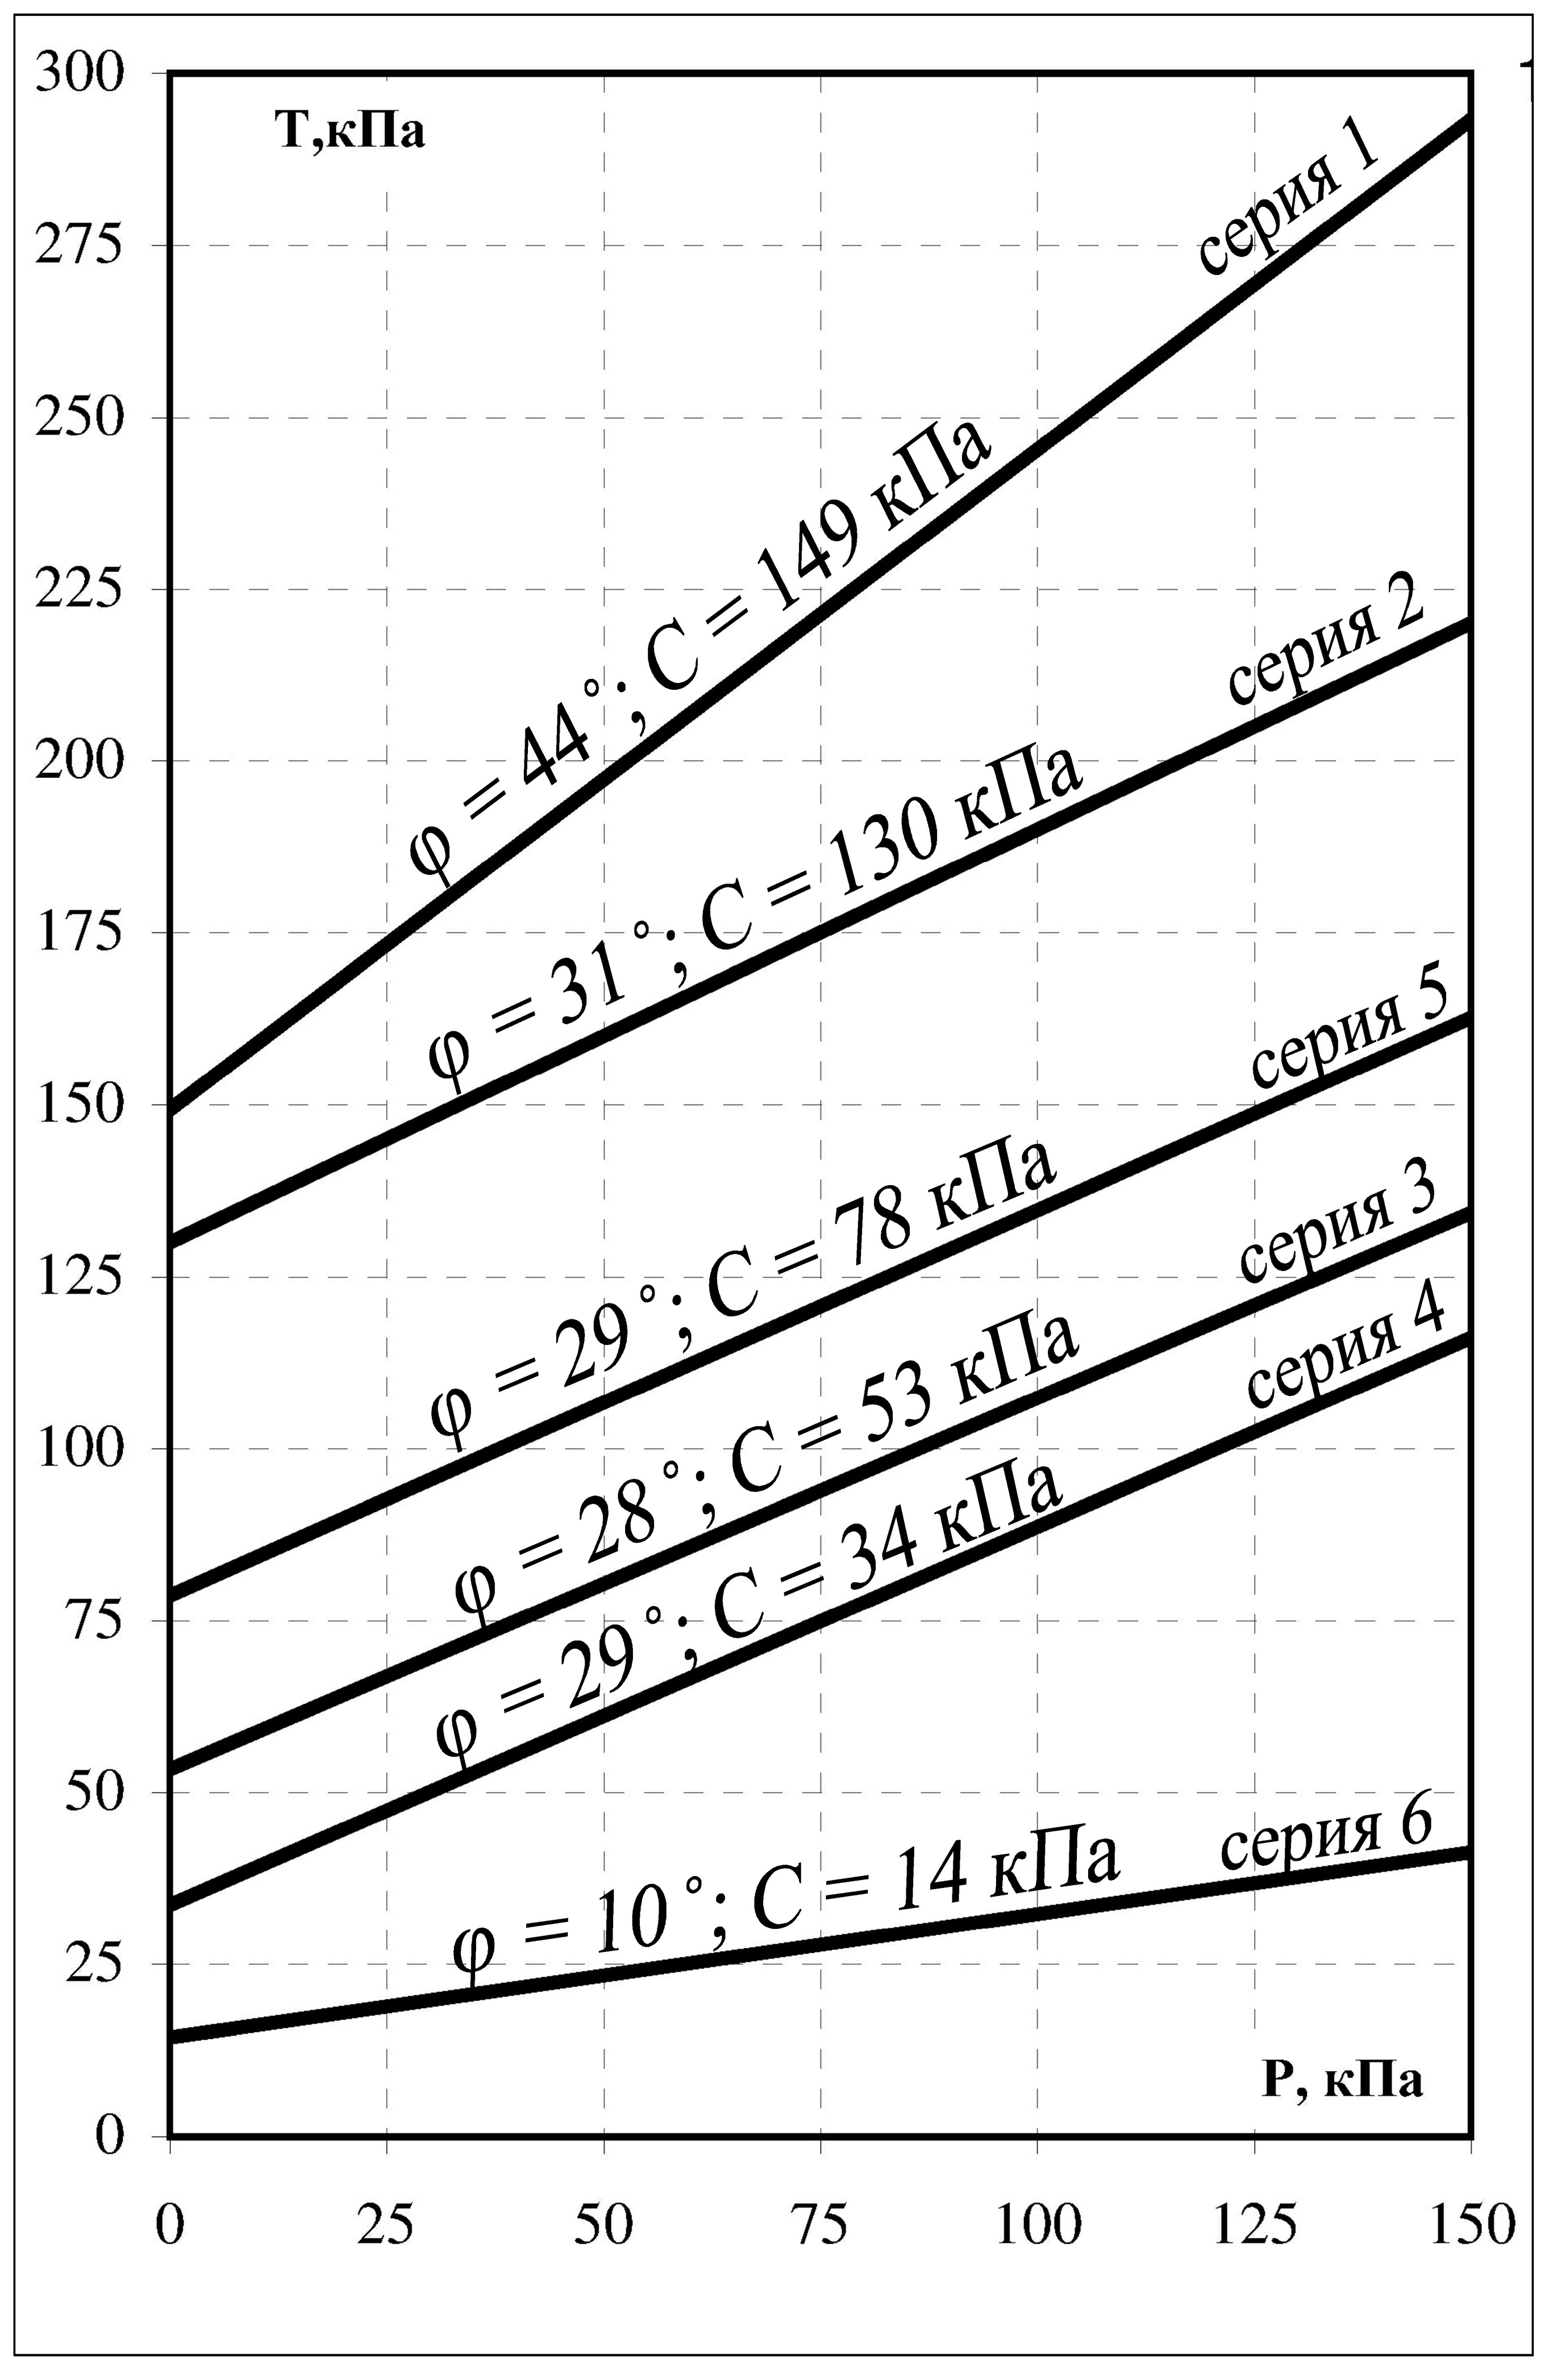 300
Т,кПа
275
250
225
200
175
150
125
100
75
50
25
0
серия 1
φ = 44°; C = 149 кПа
серия 2
φ = 31°; C = 130 кПа
серия 5
φ = 29°; C = 78 кПа
серия 3
φ = 28°; C = 53 кПа
серия 4
φ = 29°; C = 34 кПа
серия 6
φ = 10°; C = 14 кПа
Р, кПа
0 25 50 75 100 125 150